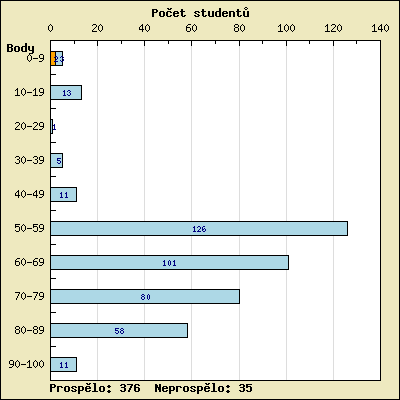 Počet studentů
Body 0 20 40 60 80 100 120 140
0-9 2 3
10-19 13
20-29 1
30-39 5
40-49 11
50-59 126
60-69 101
70-79 80
80-89 58
90-100 11
Prospělo: 376 Neprospělo: 35